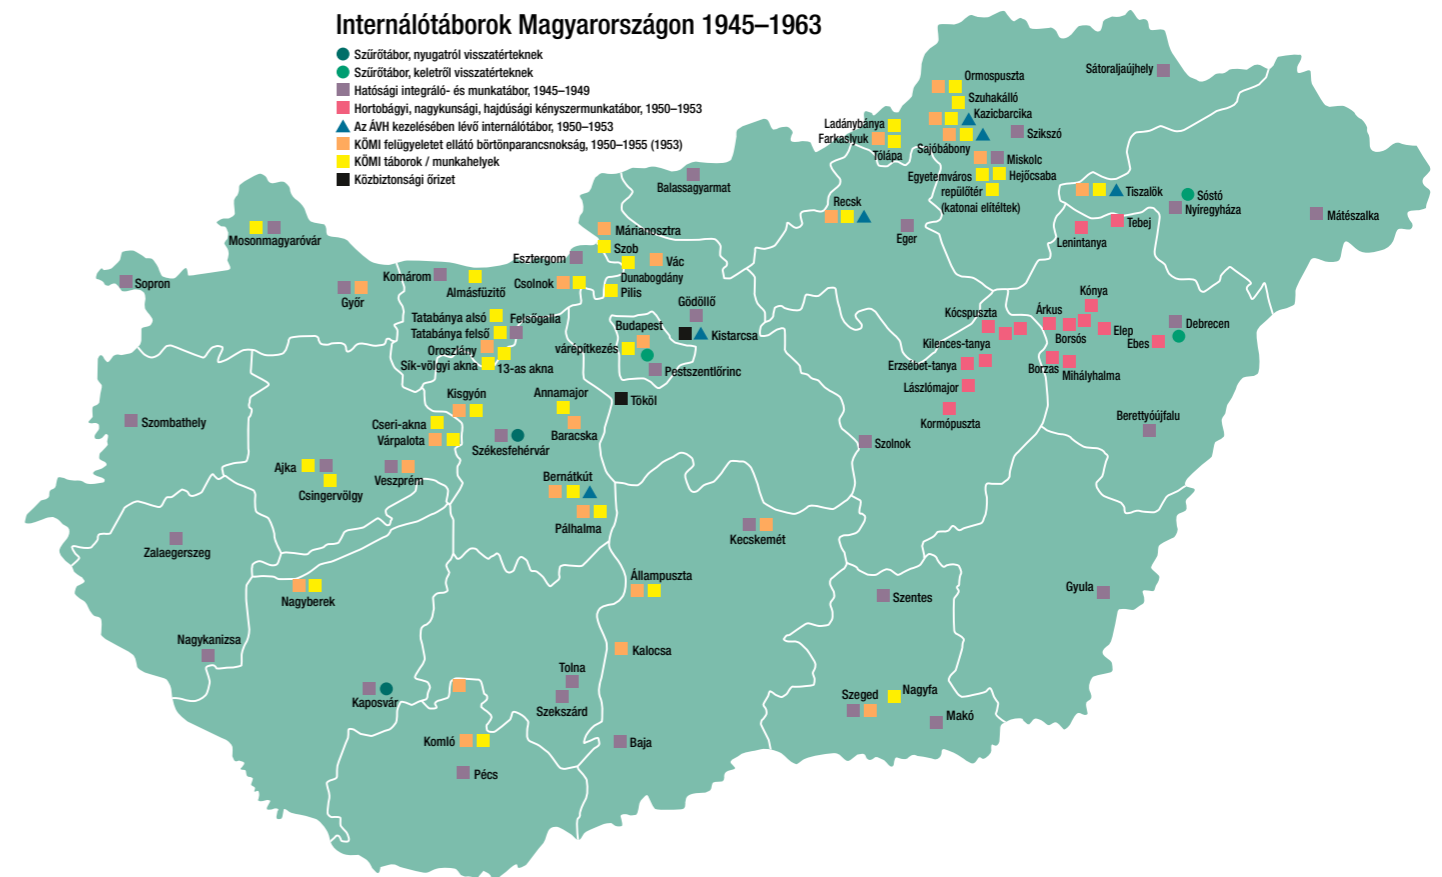 Internálótáborok Magyarországon 1945–1963
Szűrőtábor, nyugatról visszatérteknek
Szűrőtábor, keletről visszatérteknek
Hatósági integráló- és munkatábor, 1945–1949
Hortobágyi, nagykunsági, hajdúsági kényszermunkatábor, 1950–1953
Az ÁVH kezelésében lévő internálótábor, 1950–1953
KÖMI felügyeletet ellátó börtönparancsnokság, 1950–1955 (1953)
KÖMI táborok / munkahelyek
Közbiztonsági őrizet
Sátoraljaújhely
Ormospuszta
Szuhakálló
Kazicbarcika
Ladánybánya
Farkaslyuk
Tólápa
Sajóbábony
Szikszó
Miskolc
Egyetemváros
Hejőcsaba
repülőtér
(katonai elítéltek)
Balassagyarmat
Recsk
Eger
Tiszalök
Sóstó
Nyíregyháza
Mátészalka
Tebej
Lenintanya
Mosonmagyaróvár
Sopron
Győr
Komárom
Almásfüzitő
Esztergom
Csolnok
Márianosztra
Szob
Vác
Dunabogdány
Pilis
Gödöllő
Kistarcsa
Budapest
várépítkezés
Pestszentlőrinc
Tököl
Tatabánya alsó
Felsőgalla
Tatabánya felső
Oroszlány
Sík-völgyi akna
13-as akna
Kónya
Kócspuszta
Árkus
Debrecen
Elep
Borsós
Ebes
Kilences-tanya
Erzsébet-tanya
Borzas
Mihályhalma
Lászlómajor
Kormópuszta
Berettyóújfalu
Szolnok
Kisgyón
Annamajor
Cseri-akna
Várpalota
Baracska
Székesfehérvár
Szombathely
Ajka
Csingervölgy
Veszprém
Bernátkút
Pálhalma
Kecskemét
Zalaegerszeg
Nagyberek
Állampuszta
Szentes
Gyula
Nagykanizsa
Kalocsa
Kaposvár
Tolna
Szekszárd
Szeged
Nagyfa
Makó
Komló
Baja
Pécs